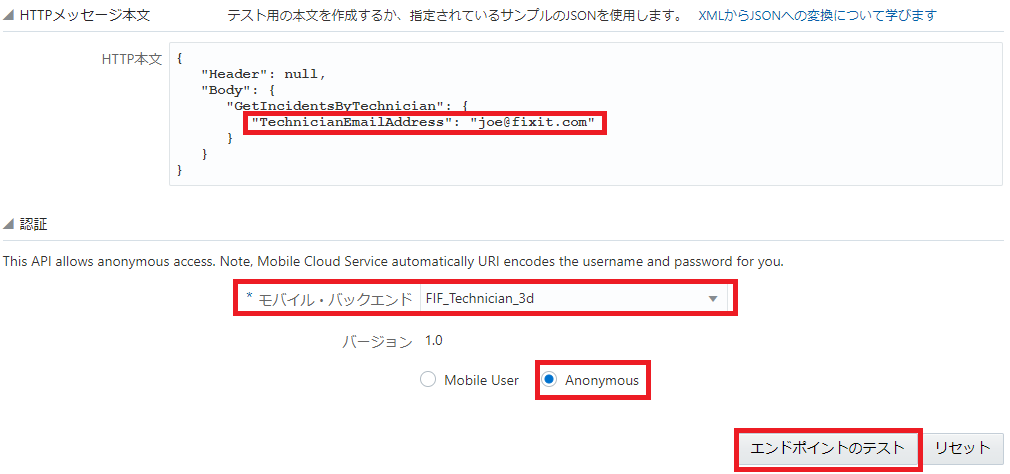 HTTPメッセージ本文 テスト用の本文を作成するか、指定されているサンプルのJSONを使用します。 XMLからJSONへの変換について学びます
HTTP本文
{
"Header": null,
"Body": {
"GetIncidentsByTechnician": {
"TechnicianEmailAddress": "joe@fixit.com"
}
}
}
認証
This API allows anonymous access. Note, Mobile Cloud Service automatically URI encodes the username and password for you.
* モバイル・バックエンド FIF_Technician_3d
バージョン 1.0
Mobile User Anonymous
エンドポイントのテスト リセット